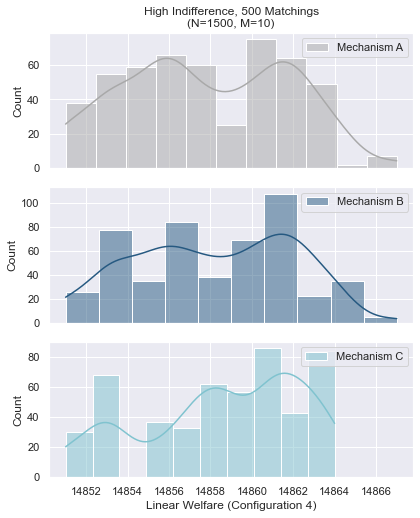 High Indifference, 500 Matchings
(N=1500, M=10)
Mechanism A
60
40
20
0
Count
Mechanism B
100
80
60
40
20
0
Count
Mechanism C
80
60
40
20
0
Count
14852 14854 14856 14858 14860 14862 14864 14866
Linear Welfare (Configuration 4)